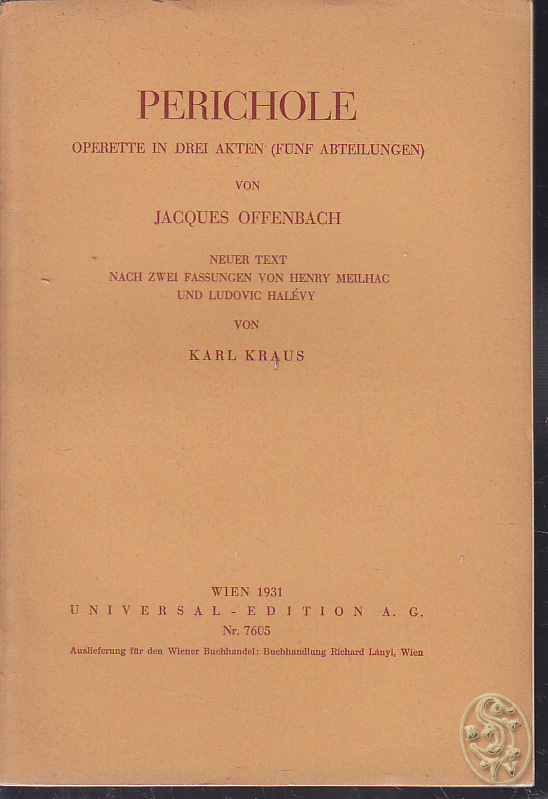 PERICHOLE
OPERETTE IN DREI AKTEN (FÜNF ABTEILUNGEN)
VON
JACQUES OFFENBACH
NEUER TEXT
NACH ZWEI FASSUNGEN VON HENRY MEILHAC
UND LUDOVIC HALÉVY
VON
KARL KRAUS
WIEN 1931
UNIVERSAL-EDITION A. G.
Nr. 7605
Auslieferung für den Wiener Buchhandel: Buchhandlung Richard Lányi, Wien